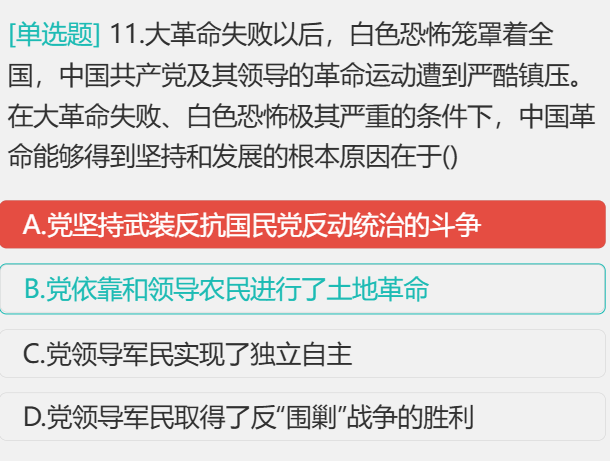 [单选题] 11.大革命失败以后，白色恐怖笼罩着全
国，中国共产党及其领导的革命运动遭到严酷镇压。
在大革命失败、白色恐怖极其严重的条件下，中国革
命能够得到坚持和发展的根本原因在于()
A.党坚持武装反抗国民党反动统治的斗争
B.党依靠和领导农民进行了土地革命
C.党领导军民实现了独立自主
D.党领导军民取得了反“围剿”战争的胜利